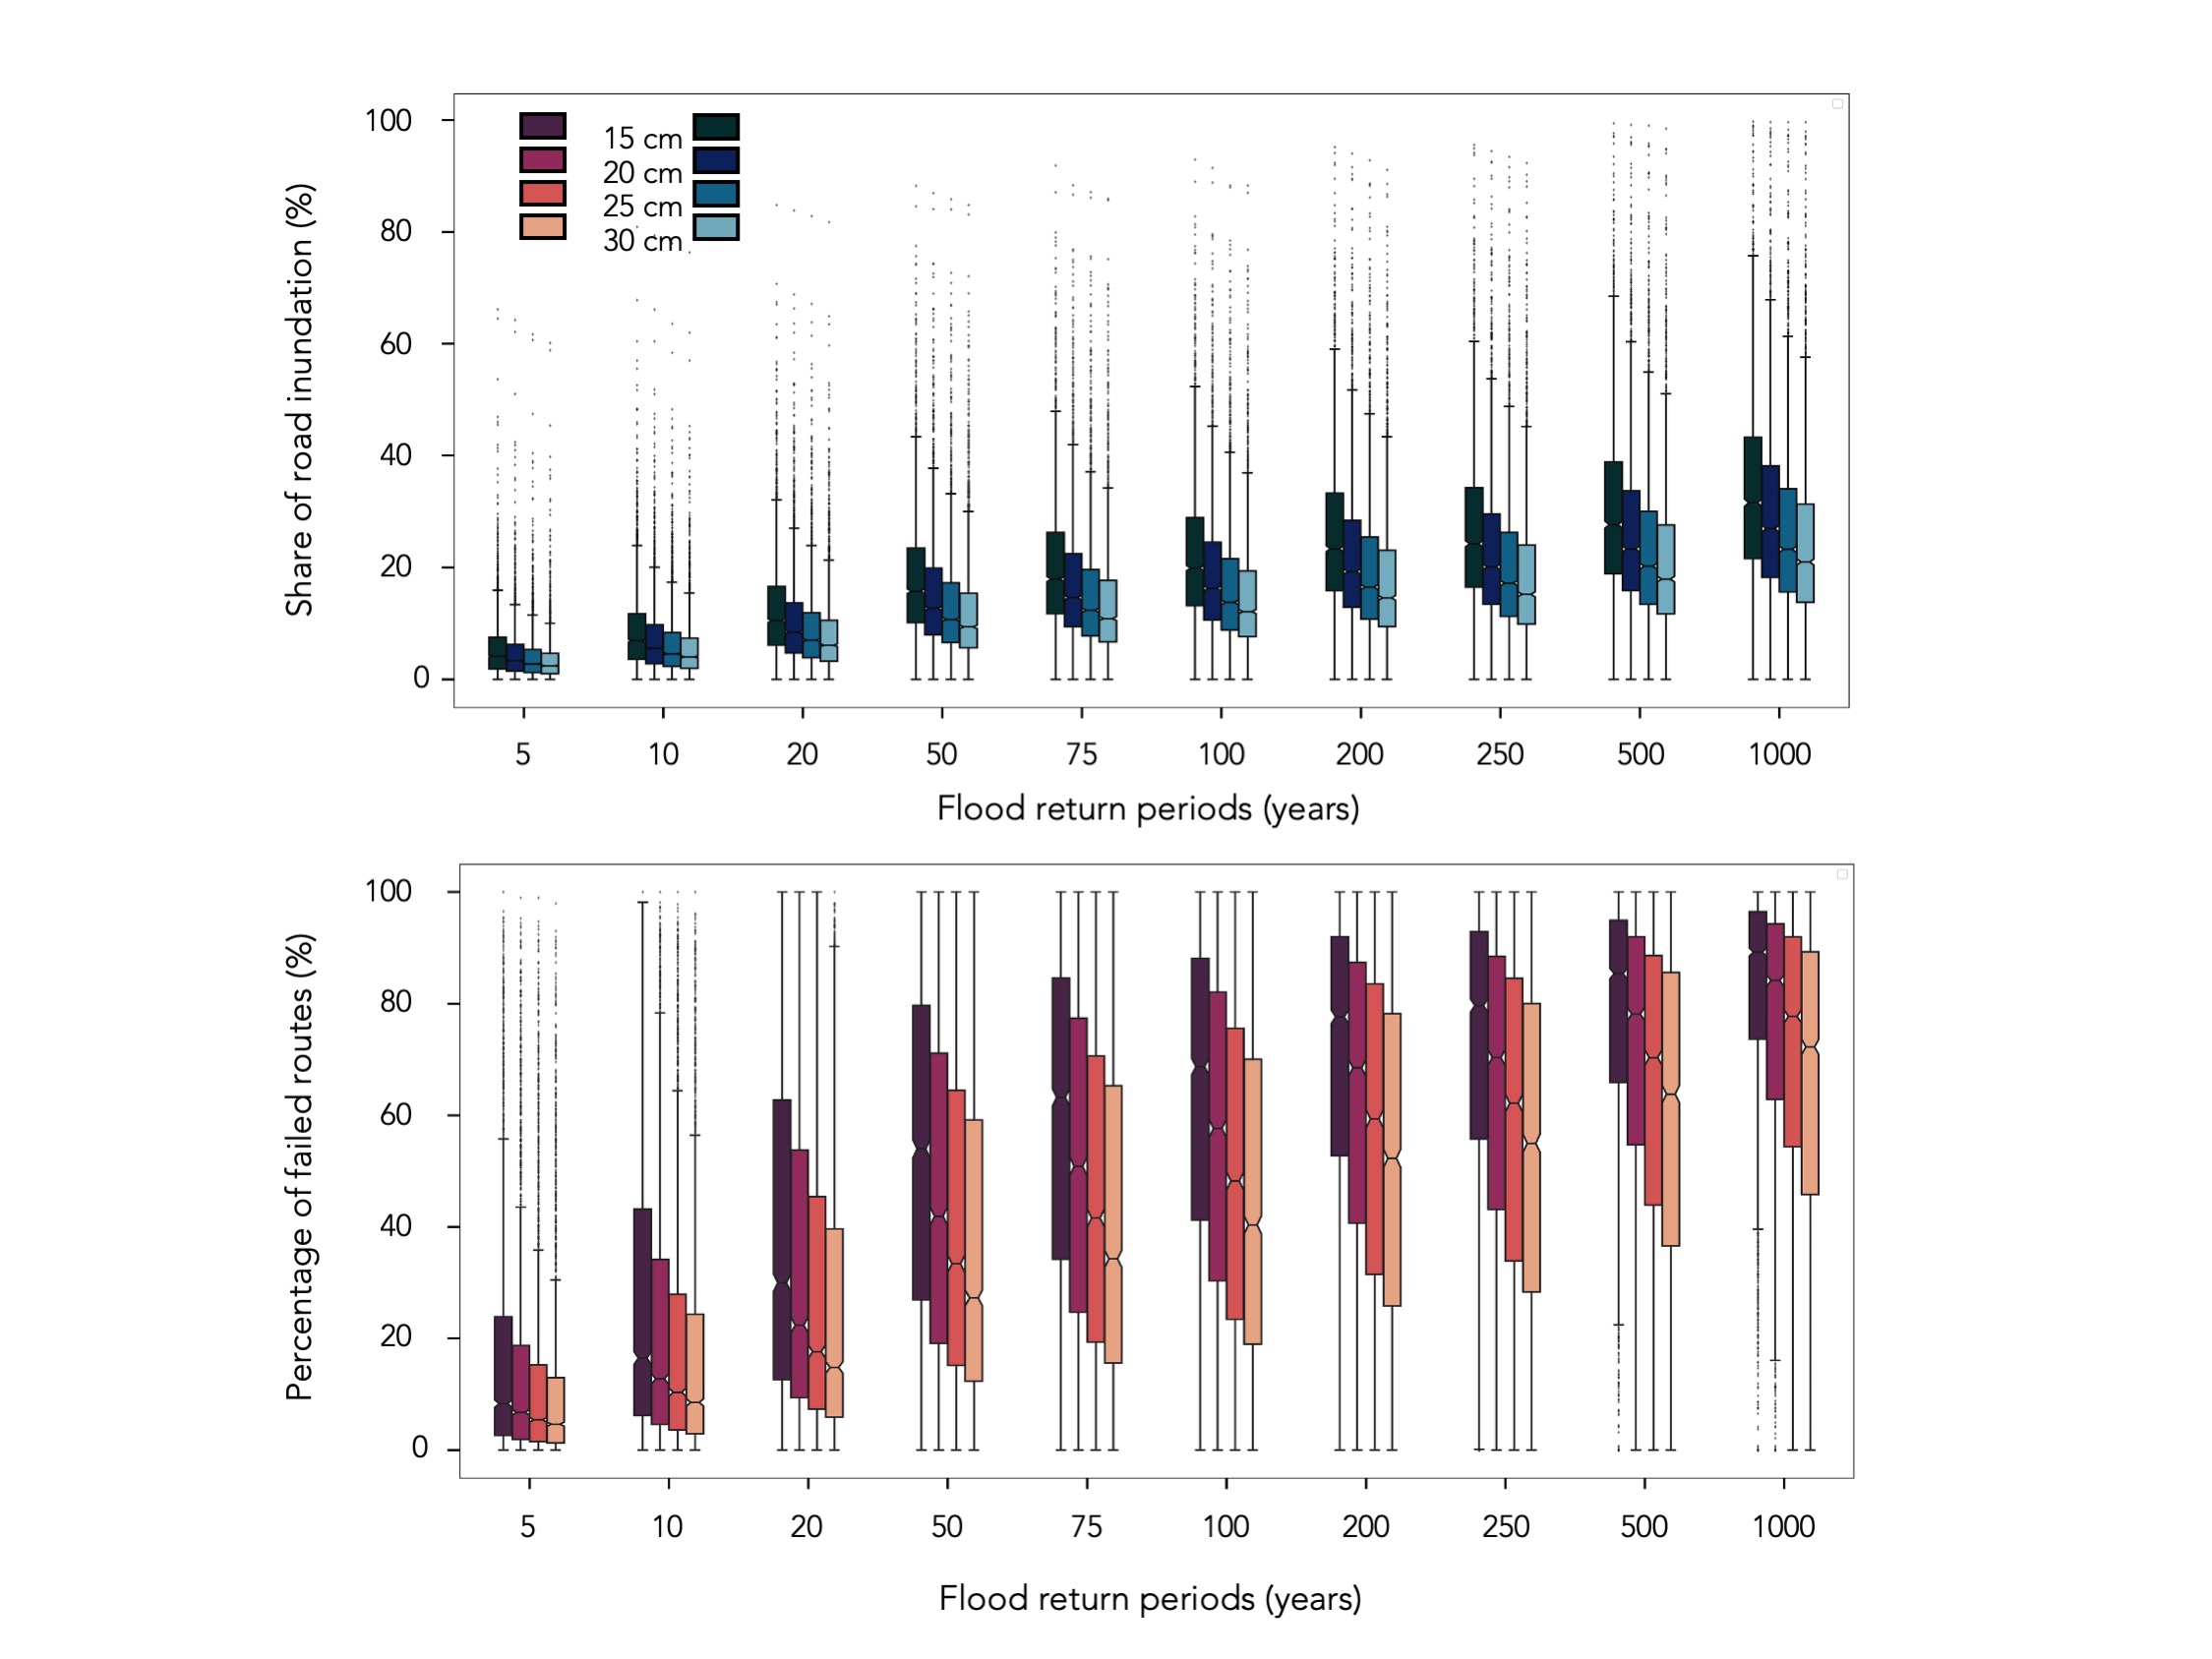 100
80
60
40
20
0
Share of road inundation (%)
15 cm
20 cm
25 cm
30 cm
5 10 20 50 75 100 200 250 500 1000
Flood return periods (years)
100
80
60
40
20
0
Percentage of failed routes (%)
5 10 20 50 75 100 200 250 500 1000
Flood return periods (years)